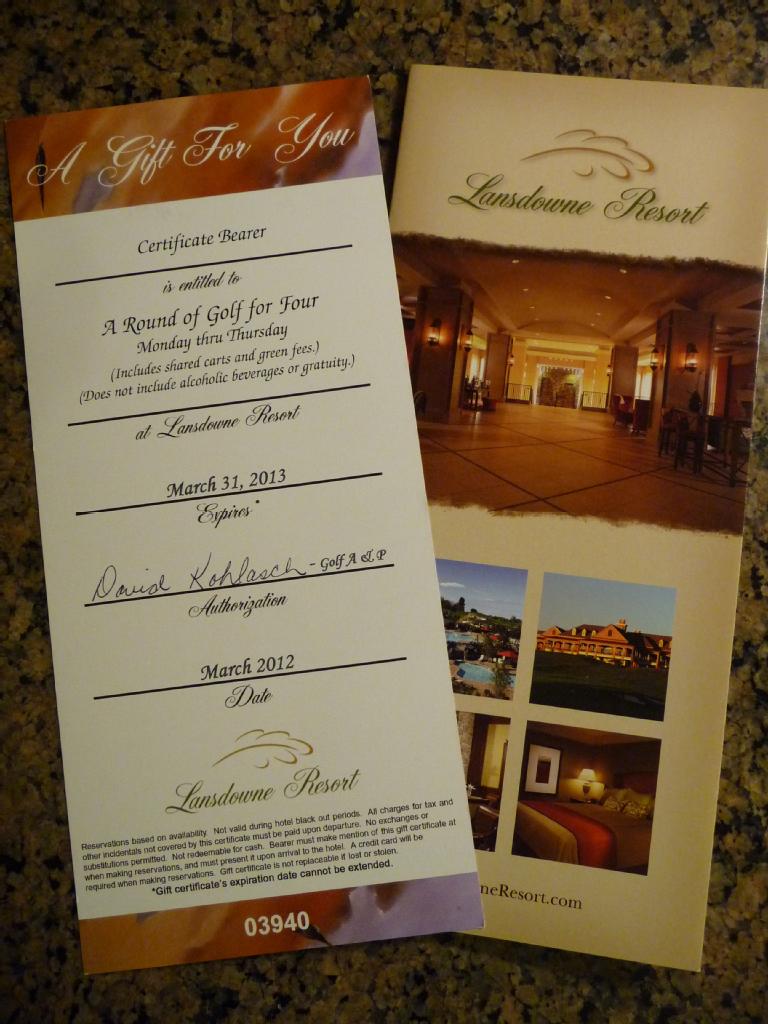 A Gift For You
Certificate Bearer
is entitled to
A Round of Golf for Four
Monday thru Thursday
(Includes shared carts and green fees.)
(Does not include alcoholic beverages or gratuity.)
at Lansdowne Resort
March 31, 2013
Expires*
David Kohlasch - Golf A & P
Authorization
March 2012
Date
Lansdowne Resort
Reservations based on availability. Not valid during hotel black out periods. All charges for tax and
other incidentals not covered by this certificate must be paid upon departure. No exchanges or
substitutions permitted. Not redeemable for cash. Bearer must make mention of this gift certificate at
when making reservations, and must present it upon arrival to the hotel. A credit card will be
required when making reservations. Gift certificate is not replaceable if lost or stolen.
*Gift certificate's expiration date cannot be extended.
03940
Lansdowne Resort
neResort.com